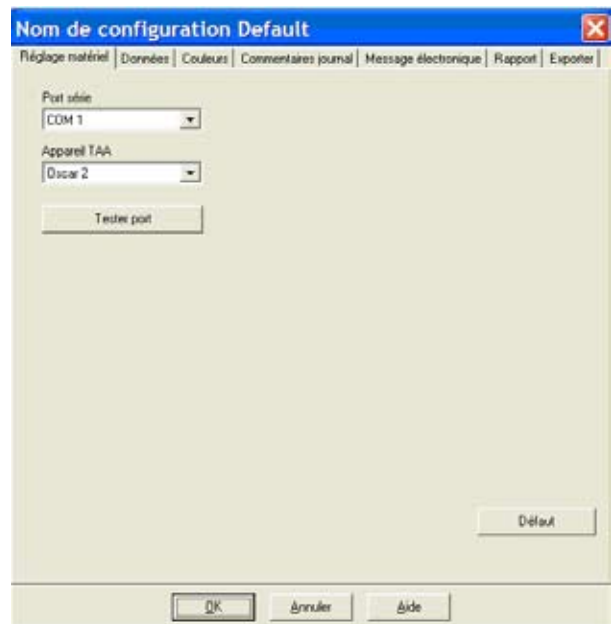 Nom de configuration Default
Réglage matériel Données Couleurs Commentaires journal Message électronique Rapport Exporter
Port série
COM 1
Appareil TAA
Oscar 2
Tester port
Défaut
OK Annuler Aide